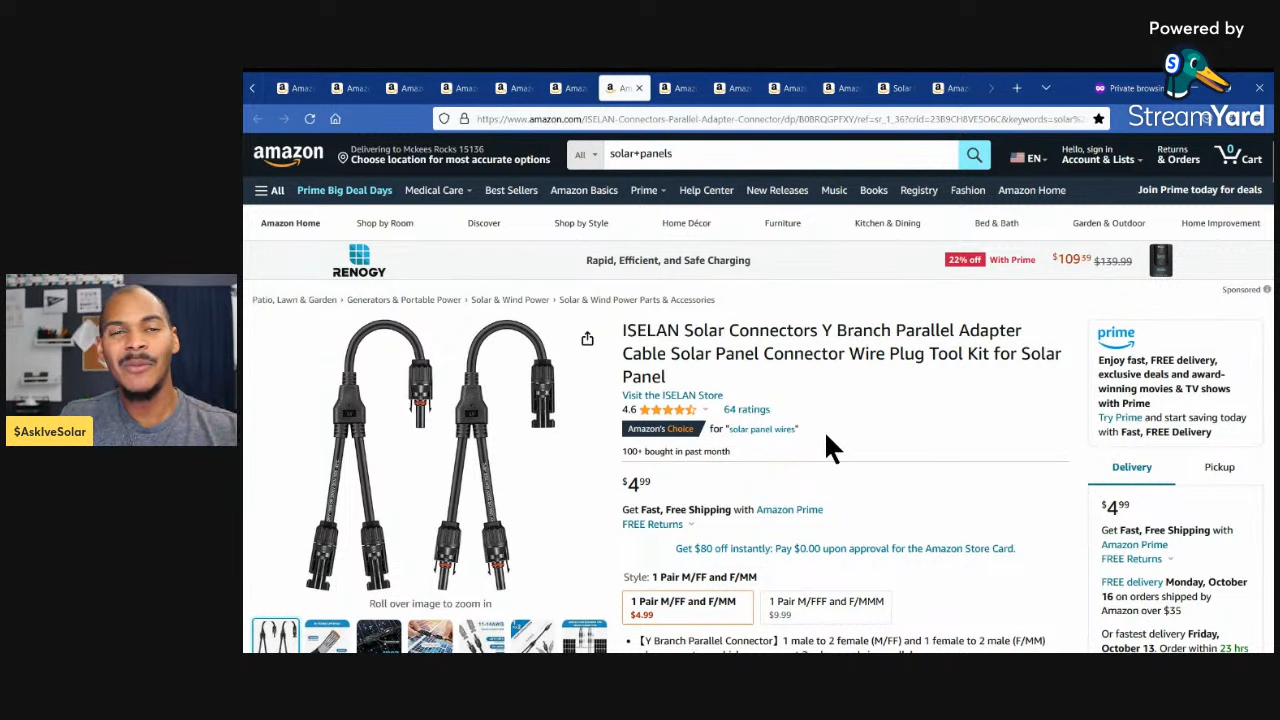 Powered by
StreamYard
Amaz
Amaz
Amaz
Amaz
Amaz
Amaz
Am
Amaz
Amaz
Amaz
Amaz
Solar
Amaz
Private browsing
https://www.amazon.com/ISELAN-Connectors-Parallel-Adapter-Connector/dp/B0BRQGPFXY/ref=sr_1_36?crid=23B9CH8VE5O6C&keywords=solar%
amazon
Delivering to Mckees Rocks 15136
Choose location for most accurate options
All
solar+panels
EN
Hello, sign in
Account & Lists
Returns
& Orders
0
Cart
All
Prime Big Deal Days
Medical Care
Best Sellers
Amazon Basics
Prime
Help Center
New Releases
Music
Books
Registry
Fashion
Amazon Home
Join Prime today for deals
Amazon Home
Shop by Room
Discover
Shop by Style
Home Décor
Furniture
Kitchen & Dining
Bed & Bath
Garden & Outdoor
Home Improvement
RENOGY
Rapid, Efficient, and Safe Charging
22% off With Prime $109.59 $139.99
Sponsored
Patio, Lawn & Garden › Generators & Portable Power › Solar & Wind Power › Solar & Wind Power Parts & Accessories
ISELAN Solar Connectors Y Branch Parallel Adapter
Cable Solar Panel Connector Wire Plug Tool Kit for Solar
Panel
Visit the ISELAN Store
4.6 64 ratings
Amazon's Choice for "solar panel wires"
100+ bought in past month
$4.99
Get Fast, Free Shipping with Amazon Prime
FREE Returns
Get $80 off instantly: Pay $0.00 upon approval for the Amazon Store Card.
Style: 1 Pair M/FF and F/MM
1 Pair M/FF and F/MM
$4.99
1 Pair M/FFF and F/MMM
$9.99
• 【Y Branch Parallel Connector】1 male to 2 female (M/FF) and 1 female to 2 male (F/MM)
Roll over image to zoom in
prime
Enjoy fast, FREE delivery,
exclusive deals and award-
winning movies & TV shows
with Prime
Try Prime and start saving today
with Fast, FREE Delivery
Delivery
Pickup
$4.99
Get Fast, Free Shipping with
Amazon Prime
FREE Returns
FREE delivery Monday, October
16 on orders shipped by
Amazon over $35
Or fastest delivery Friday,
October 13. Order within 23 hrs
$AskIveSolar